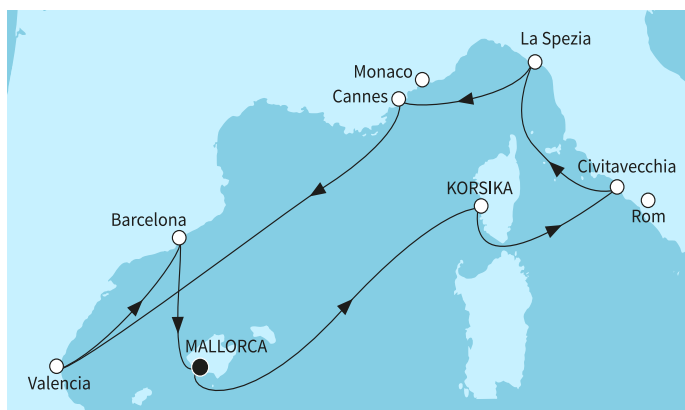 La Spezia
Monaco
Cannes
Civitavecchia
KORSIKA
Rom
Barcelona
MALLORCA
Valencia